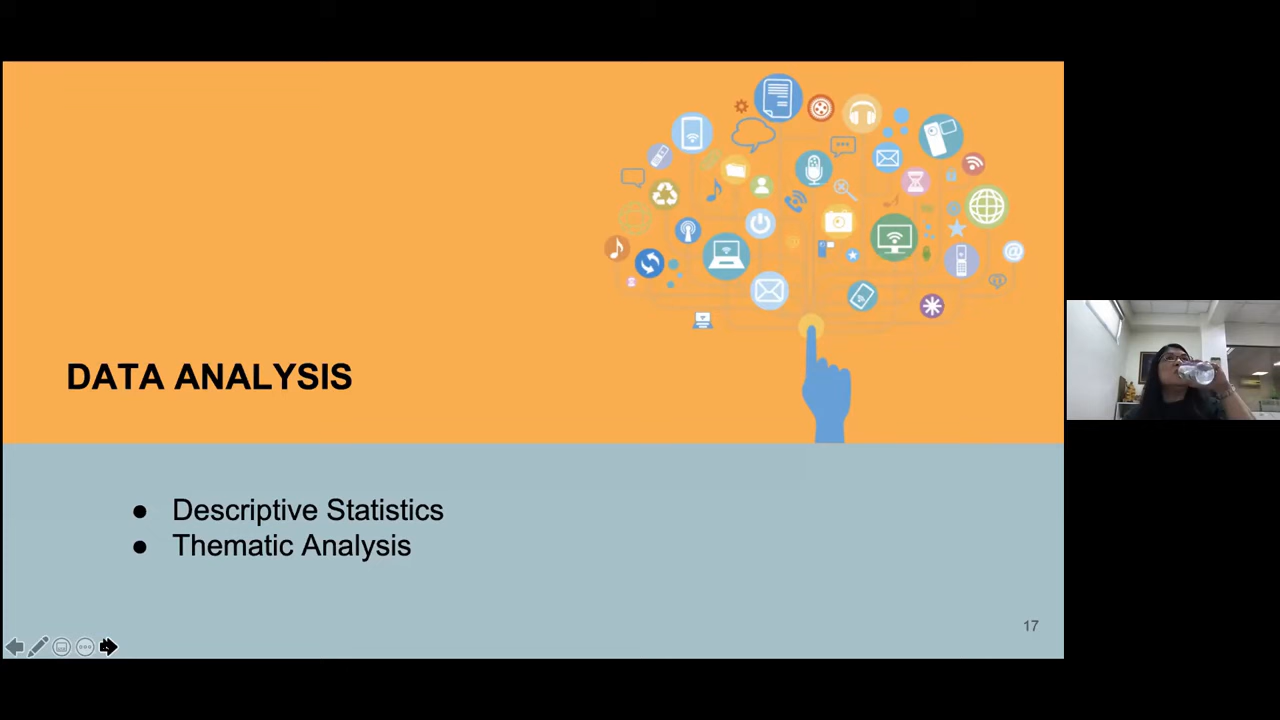 DATA ANALYSIS
● Descriptive Statistics
● Thematic Analysis
17